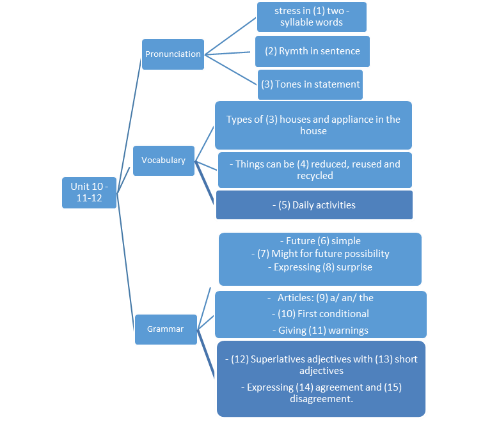 Unit 10 -
11-12
Pronunciation
stress in (1) two -
syllable words
(2) Rymth in sentence
(3) Tones in statement
Vocabulary
Types of (3) houses and appliance in the
house
- Things can be (4) reduced, reused and
recycled
- (5) Daily activities
Grammar
- Future (6) simple
- (7) Might for future possibility
- Expressing (8) surprise
- Articles: (9) a/ an/ the
- (10) First conditional
- Giving (11) warnings
- (12) Superlatives adjectives with (13) short
adjectives
- Expressing (14) agreement and (15)
disagreement.